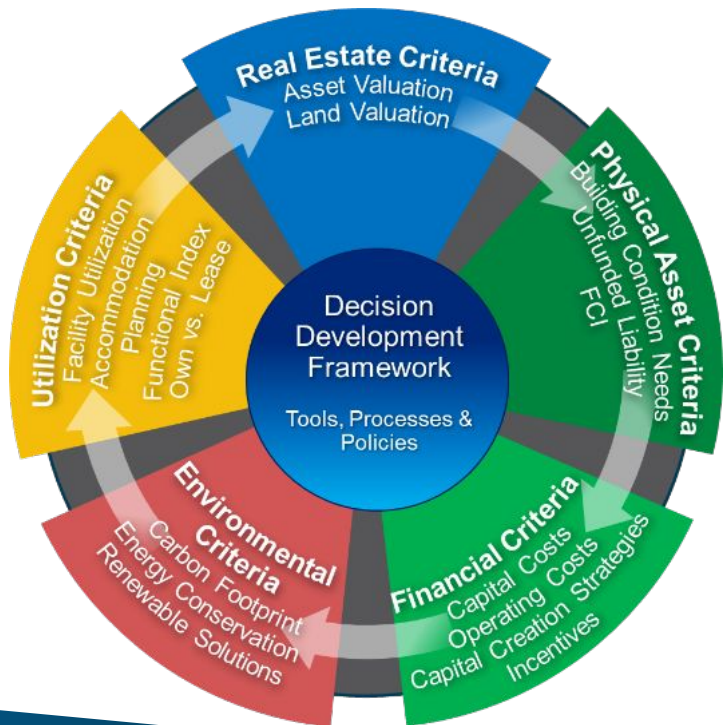 Real Estate Criteria
Asset Valuation
Land Valuation
Physical Asset Criteria
Building Condition Needs
Unfunded Liability
FCI
Financial Criteria
Capital Costs
Operating Costs
Capital Creation Strategies
Incentives
Environmental
Criteria
Carbon Footprint
Energy Conservation
Renewable Solutions
Utilization Criteria
Facility Utilization
Accommodation
Planning
Functional Index
Own vs. Lease
Decision
Development
Framework
Tools, Processes &
Policies